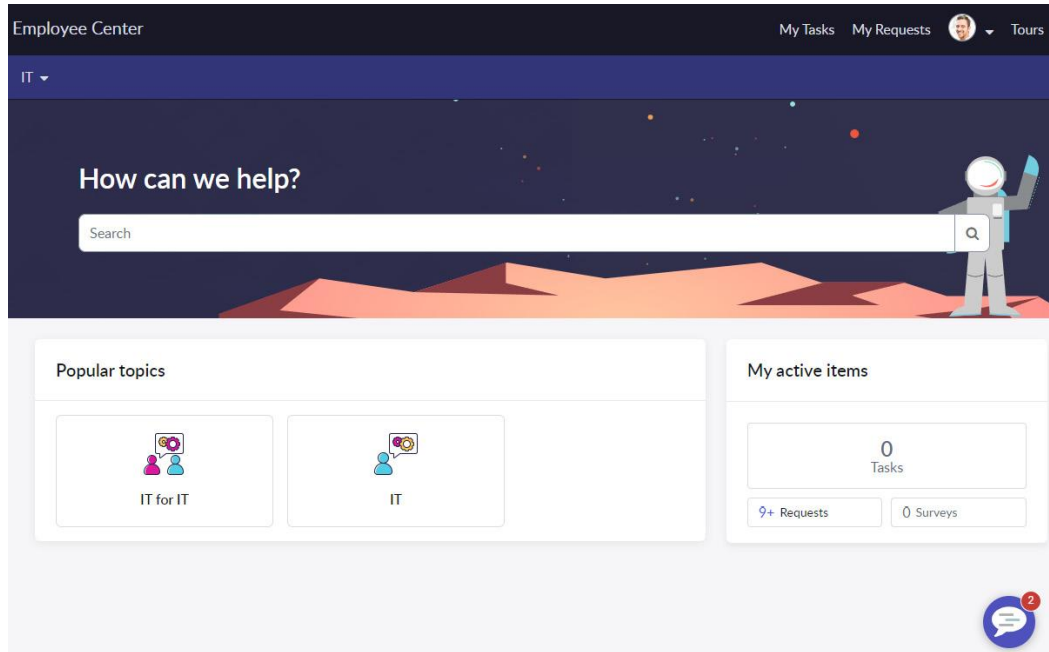 Employee Center
My Tasks My Requests Tours
IT
How can we help?
Search
Popular topics
IT for IT
IT
My active items
0
Tasks
9+ Requests
0 Surveys
2